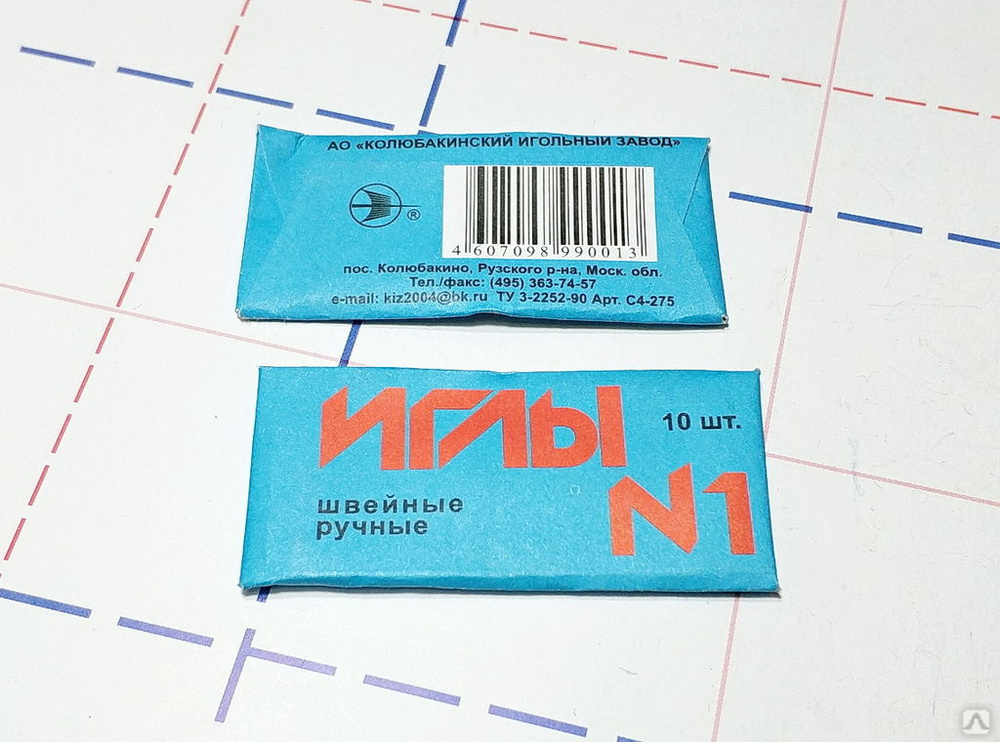 АО «КОЛЮБАКИНСКИЙ ИГОЛЬНЫЙ ЗАВОД»
®
4 607098 990013
пос. Колюбакино, Рузского р-на, Моск. обл.
Тел./факс: (495) 363-74-57
e-mail: kiz2004@bk.ru ТУ 3-2252-90 Арт. С4-275
ИГЛЫ
10 шт.
N1
швейные
ручные